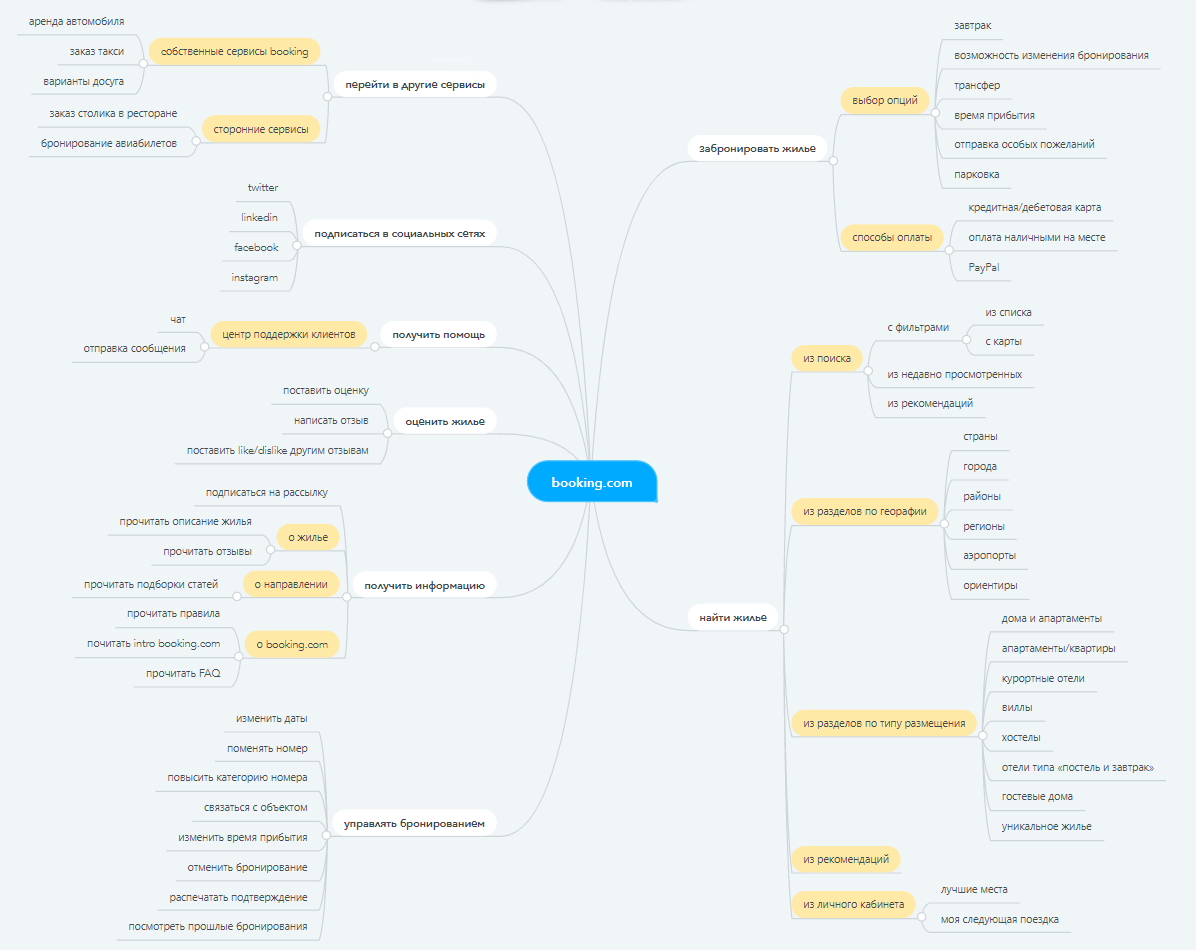 booking.com
перейти в другие сервисы
собственные сервисы booking
аренда автомобиля
заказ такси
варианты досуга
сторонние сервисы
заказ столика в ресторане
бронирование авиабилетов
подписаться в социальных сетях
twitter
linkedin
facebook
instagram
получить помощь
центр поддержки клиентов
чат
отправка сообщения
оценить жилье
поставить оценку
написать отзыв
поставить like/dislike другим отзывам
получить информацию
подписаться на рассылку
о жилье
прочитать описание жилья
прочитать отзывы
о направлении
прочитать подборки статей
о booking.com
прочитать правила
почитать intro booking.com
прочитать FAQ
управлять бронированием
изменить даты
поменять номер
повысить категорию номера
связаться с объектом
изменить время прибытия
отменить бронирование
распечатать подтверждение
посмотреть прошлые бронирования
забронировать жилье
выбор опций
завтрак
возможность изменения бронирования
трансфер
время прибытия
отправка особых пожеланий
парковка
способы оплаты
кредитная/дебетовая карта
оплата наличными на месте
PayPal
найти жилье
из поиска
с фильтрами
из списка
с карты
из недавно просмотренных
из рекомендаций
из разделов по георафии
страны
города
районы
регионы
аэропорты
ориентиры
из разделов по типу размещения
дома и апартаменты
апартаменты/квартиры
курортные отели
виллы
хостелы
отели типа «постель и завтрак»
гостевые дома
уникальное жилье
из рекомендаций
из личного кабинета
лучшие места
моя следующая поездка